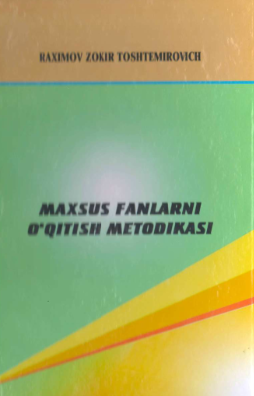 RAXIMOV ZOKIR TOSHTEMIROVICH
MAXSUS FANLARNI
O'QITISH METODIKASI